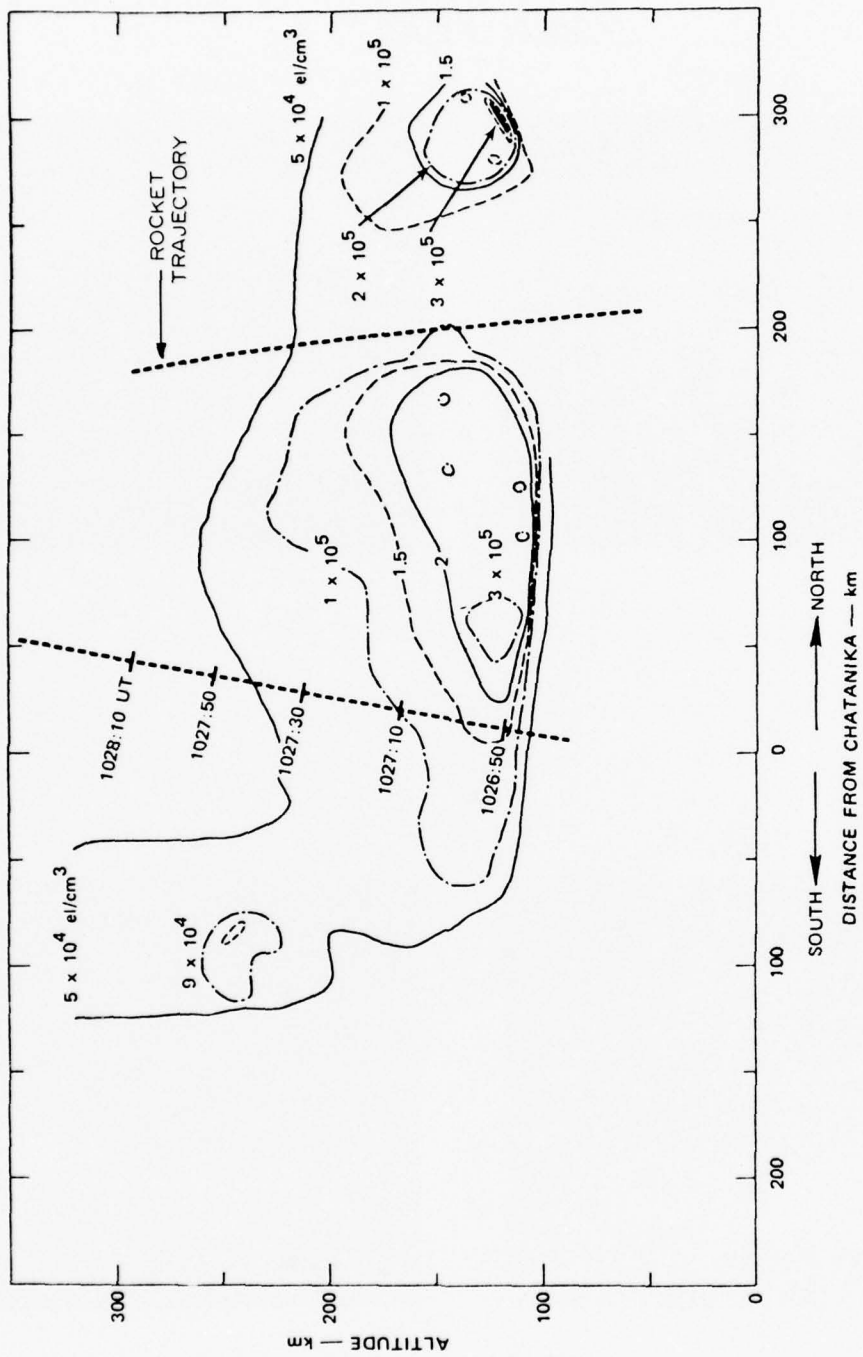 ROCKET
TRAJECTORY
5 x 10⁴ el/cm³
1 x 10⁵
1.5
2 x 10⁵
3 x 10⁵
1028:10 UT
1027:50
1027:30
1027:10
1026:50
1 x 10⁵
1.5
2
3 x 10⁵
5 x 10⁴ el/cm³
9 x 10⁴
ALTITUDE — km
300
200
100
0
200
100
0
100
200
300
SOUTH
NORTH
DISTANCE FROM CHATANIKA — km